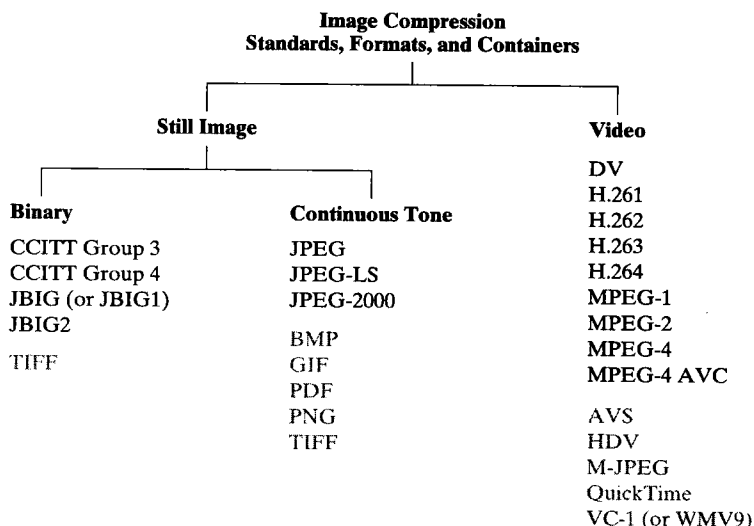 Image Compression
Standards, Formats, and Containers
Still Image
Video
Binary
Continuous Tone
CCITT Group 3
CCITT Group 4
JBIG (or JBIG1)
JBIG2
TIFF
JPEG
JPEG-LS
JPEG-2000
BMP
GIF
PDF
PNG
TIFF
DV
H.261
H.262
H.263
H.264
MPEG-1
MPEG-2
MPEG-4
MPEG-4 AVC
AVS
HDV
M-JPEG
QuickTime
VC-1 (or WMV9)